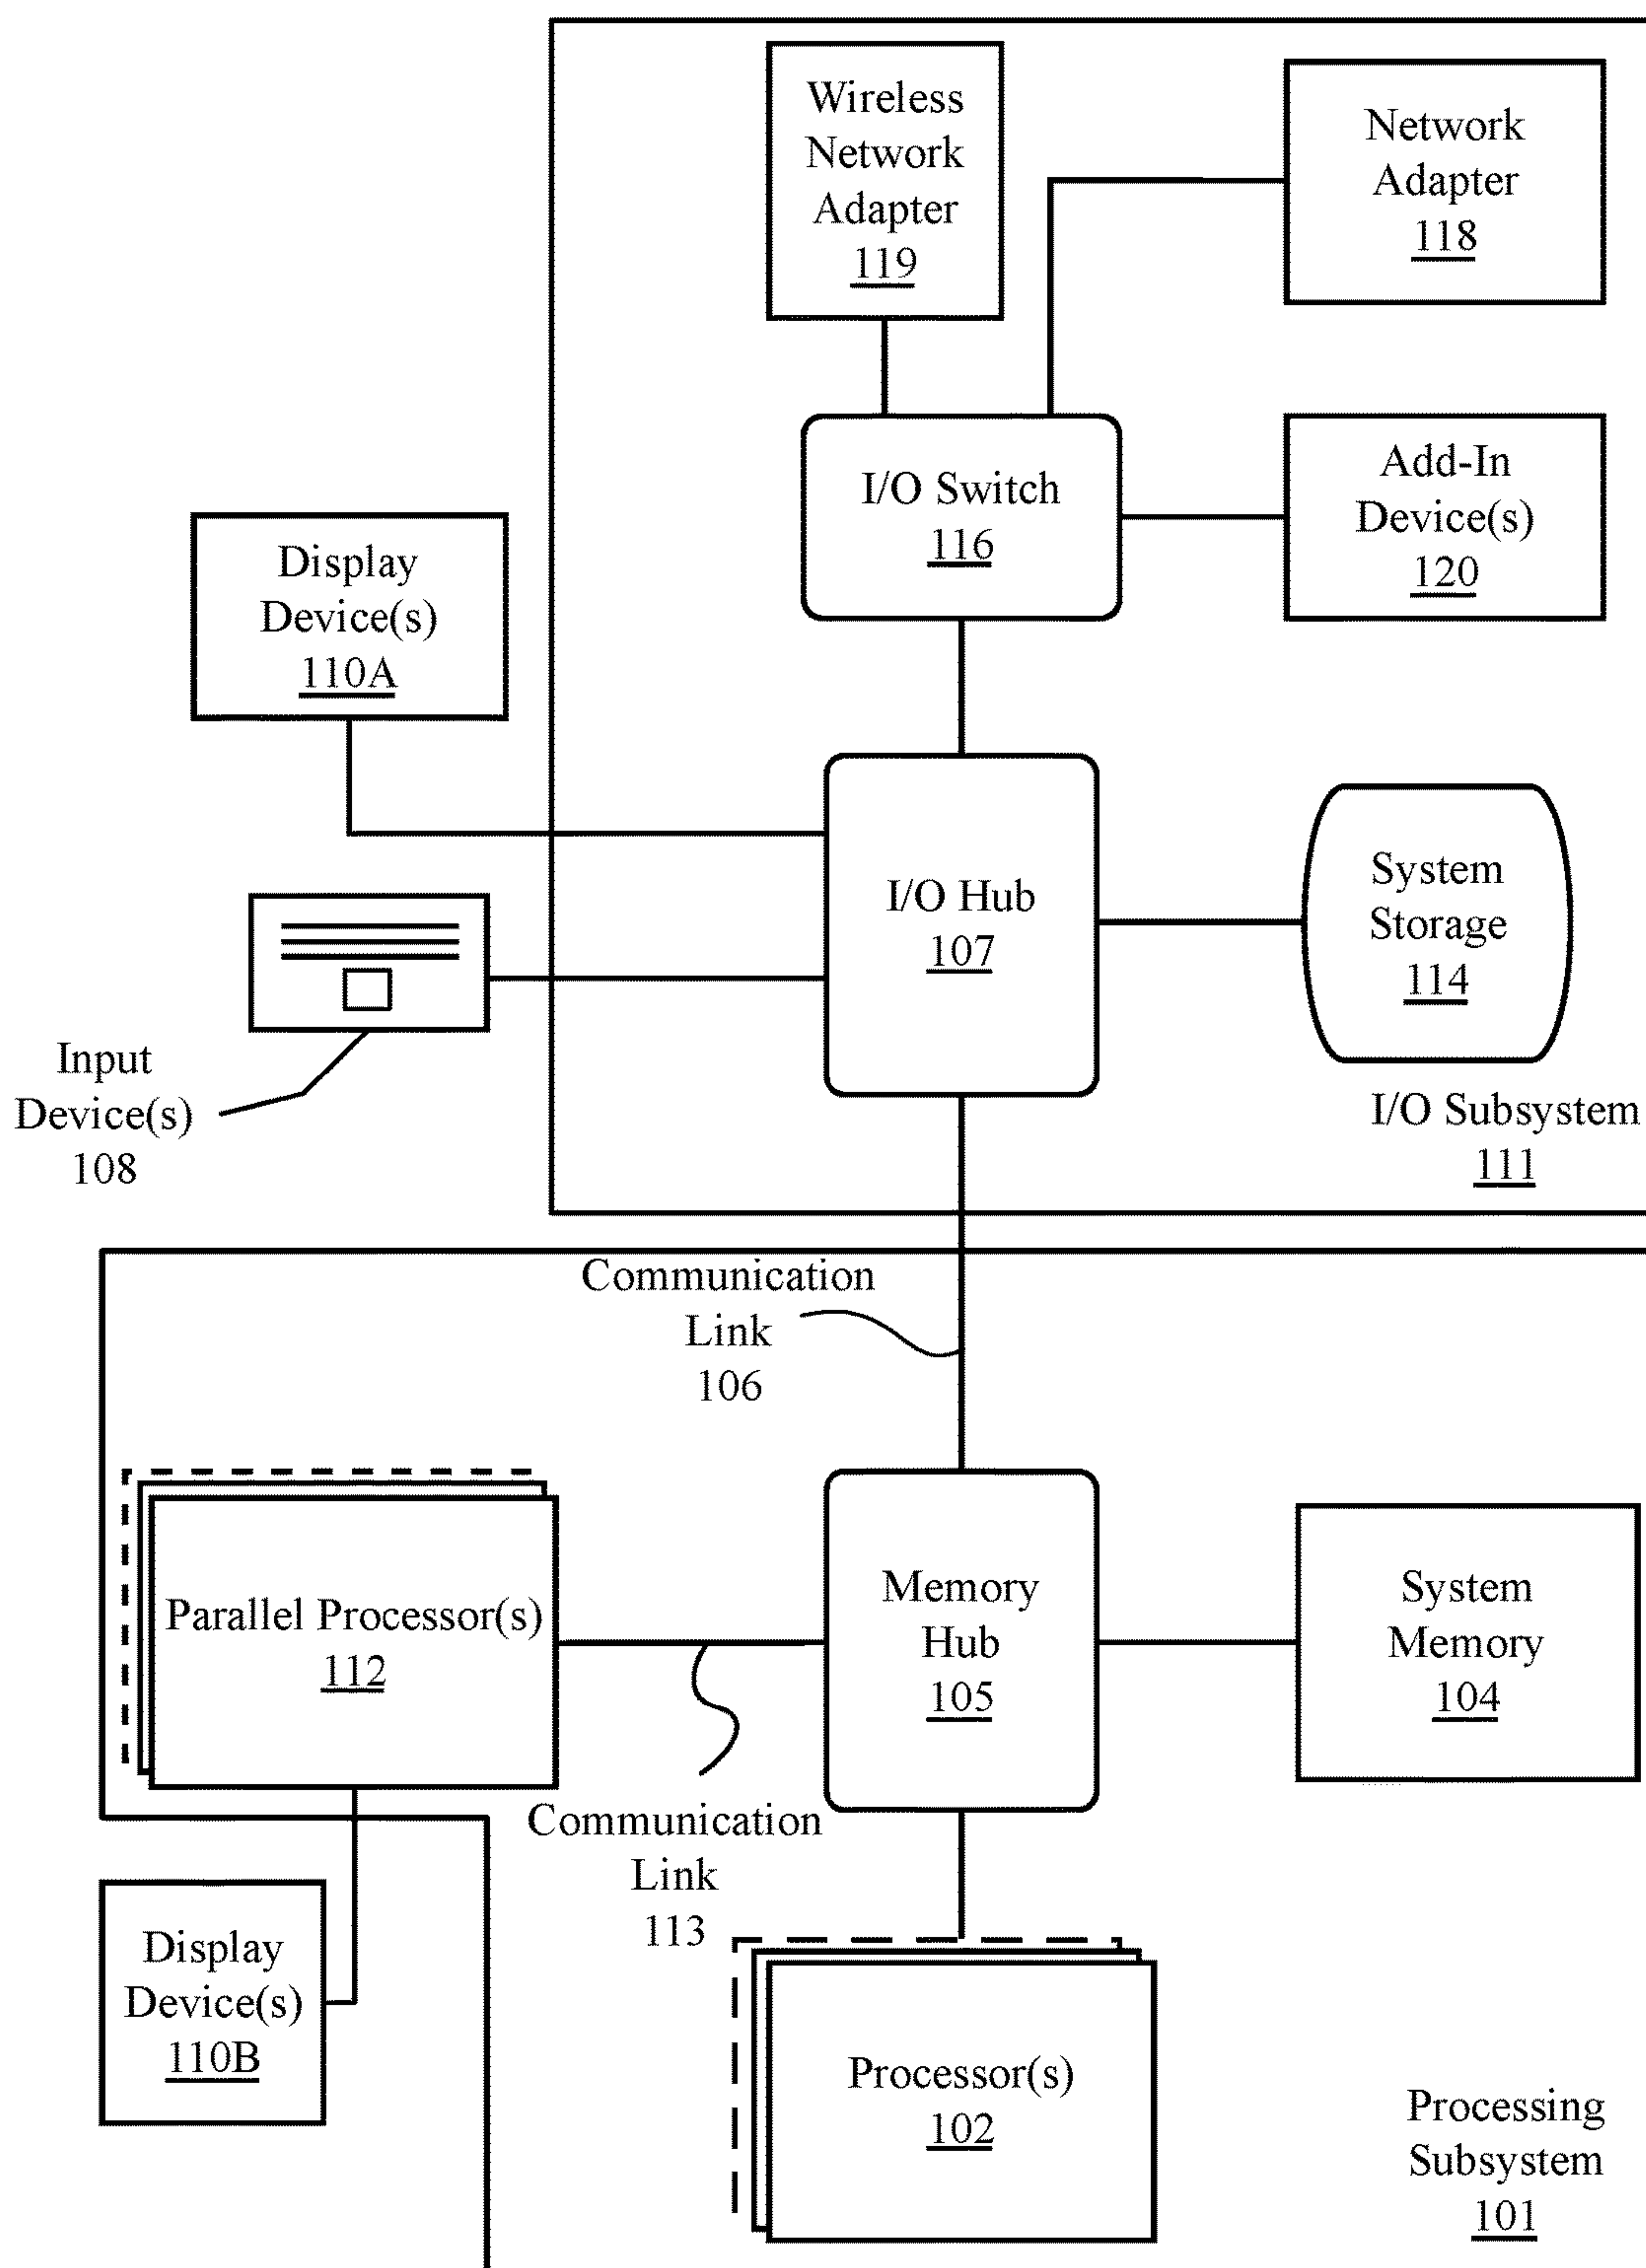 Wireless
Network
Adapter
119
Network
Adapter
118
I/O Switch
116
Add-In
Device(s)
120
Display
Device(s)
110A
I/O Hub
107
System
Storage
114
Input
Device(s)
108
I/O Subsystem
111
Communication
Link
106
Parallel Processor(s)
112
Memory
Hub
105
System
Memory
104
Communication
Link
113
Display
Device(s)
110B
Processor(s)
102
Processing
Subsystem
101